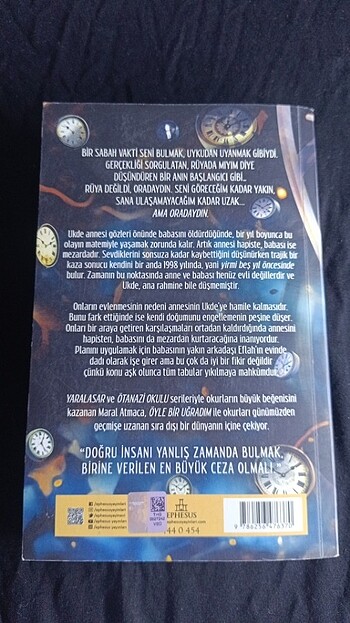 BİR SABAH VAKTİ SENİ BULMAK, UYKUDAN UYANMAK GİBİYDİ.
GERÇEKLİĞİ SORGULATAN, RÜYADA MIYIM DİYE
DÜŞÜNDÜREN BİR ANIN BAŞLANGICI GİBİ..
RÜYA DEĞİLDİ, ORADAYDIN. SENİ GÖRECEĞİM KADAR YAKIN,
SANA ULAŞAMAYACAĞIM KADAR UZAK...
AMA ORADAYDIN.
Ukde annesi gözleri önünde babasını öldürdüğünde, bir yıl boyunca bu
olayın matemiyle yaşamak zorunda kalır. Artık annesi hapiste, babası ise
mezardadır. Sevdiklerini sonsuza kadar kaybettiğini düşünürken trajik bir
kaza sonucu kendini bir anda 1998 yılında, yani yirmi beş yıl öncesinde
bulur. Zamanın bu noktasında anne ve babası henüz evli değillerdir ve
Ukde, ana rahmine bile düşmemiştir.
Onların evlenmesinin nedeni annesinin Ukde'ye hamile kalmasıdır.
Bunu fark ettiğinde ise kendi doğumunu engellemenin peşine düşer.
Onları bir araya getiren karşılaşmaları ortadan kaldırdığında annesini
hapisten, babasını da mezardan kurtaracağına inanıyordur.
Planını uygulamak için babasının yakın arkadaşı Eflah'ın evinde
dadı olarak işe girer ama bu çok da iyi bir fikir değildir
çünkü konu aşk olunca tüm tabular yıkılmaya mahkumdur.
YARALASAR ve ÖTANAZİ OKULU serileriyle okurların büyük beğenisini
kazanan Maral Atmaca, ÖYLE BİR UĞRADIM ile okurları günümüzden
geçmişe uzanan sıra dışı bir dünyanın içine çekiyor.
"DOĞRU İNSANI YANLIŞ ZAMANDA BULMAK,
BİRİNE VERİLEN EN BÜYÜK CEZA OLMALI."
/ephesusyayinlari
/ephesusyayinlari
/ephesusyayinlari
/ephesusyayinlari
EPHESUS
44 0 454